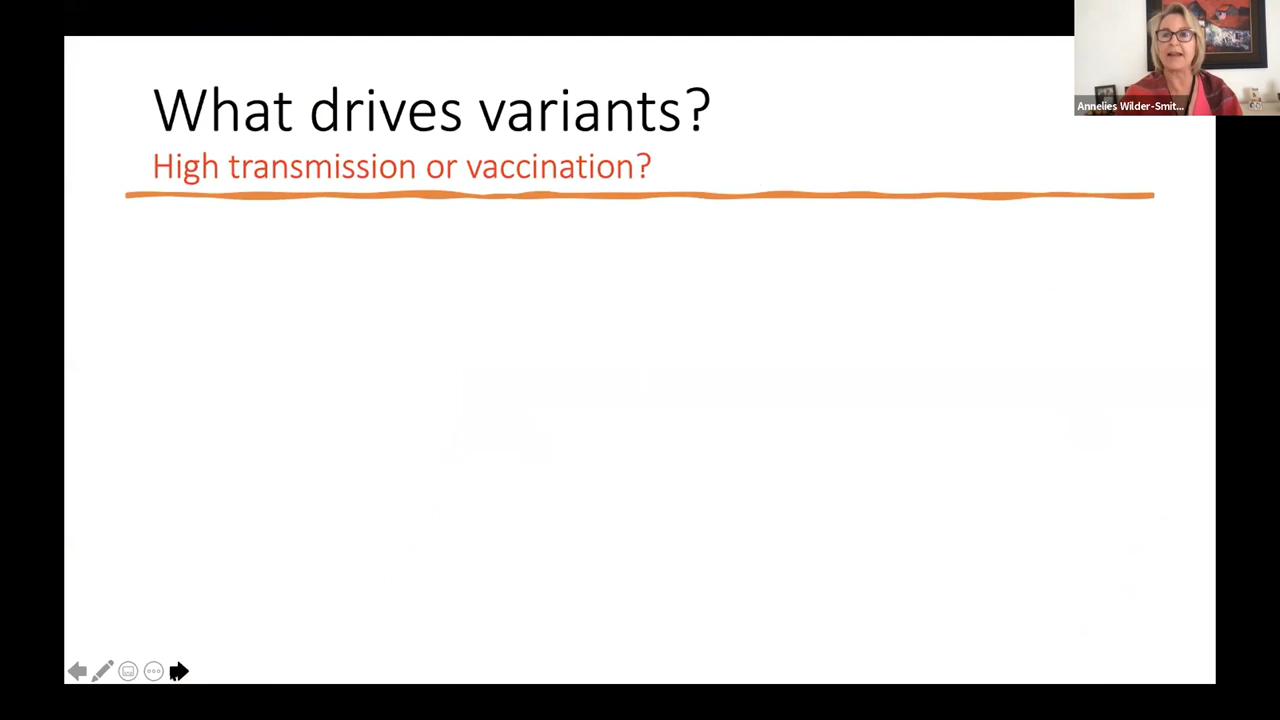 What drives variants?
High transmission or vaccination?
Annelies Wilder-Smit...